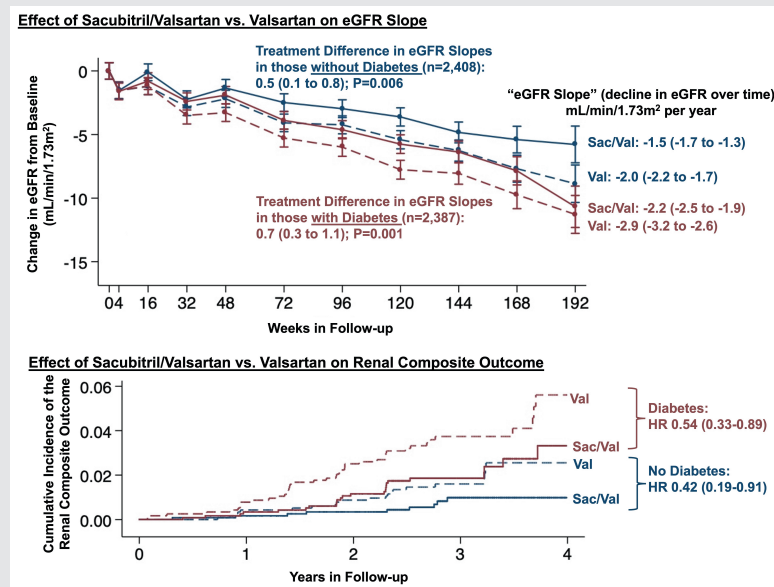 Effect of Sacubitril/Valsartan vs. Valsartan on eGFR Slope
Change in eGFR from Baseline
(mL/min/1.73m²)
0
-5
-10
-15
Treatment Difference in eGFR Slopes
in those without Diabetes (n=2,408):
0.5 (0.1 to 0.8); P=0.006
"eGFR Slope" (decline in eGFR over time)
mL/min/1.73m² per year
Sac/Val: -1.5 (-1.7 to -1.3)
Val: -2.0 (-2.2 to -1.7)
Sac/Val: -2.2 (-2.5 to -1.9)
Val: -2.9 (-3.2 to -2.6)
Treatment Difference in eGFR Slopes
in those with Diabetes (n=2,387):
0.7 (0.3 to 1.1); P=0.001
04 16 32 48 72 96 120 144 168 192
Weeks in Follow-up
Effect of Sacubitril/Valsartan vs. Valsartan on Renal Composite Outcome
Cumulative Incidence of the
Renal Composite Outcome
0.06
0.04
0.02
0.00
Val
Sac/Val
Val
Sac/Val
Diabetes:
HR 0.54 (0.33-0.89)
No Diabetes:
HR 0.42 (0.19-0.91)
0 1 2 3 4
Years in Follow-up